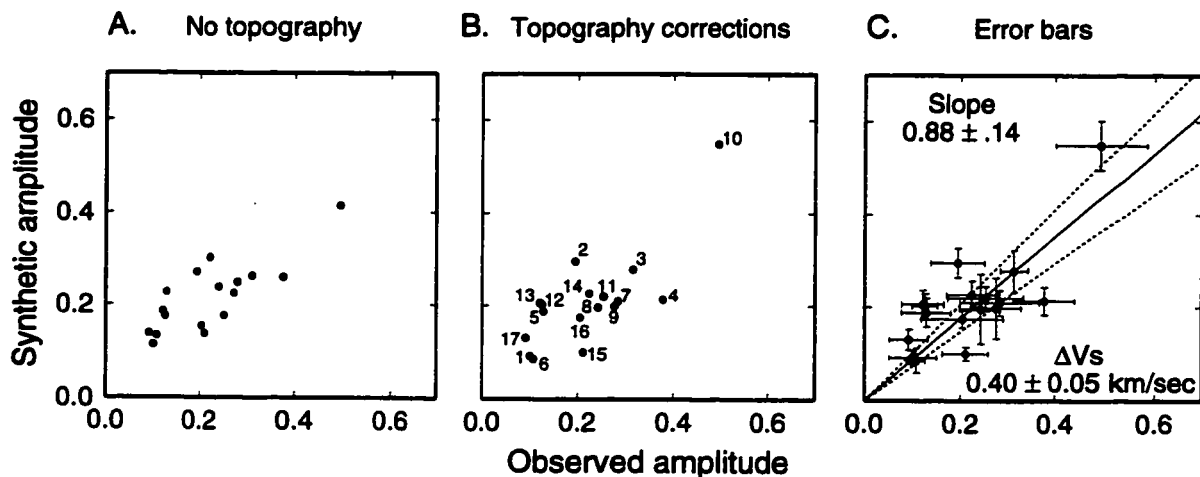 A. No topography
B. Topography corrections
C. Error bars
Synthetic amplitude
0.6
0.4
0.2
0.0
0.0 0.2 0.4 0.6
10
2
3
14
11
7
4
13
12
5
8
9
16
17
1
6
15
0.0 0.2 0.4 0.6
Slope
0.88 ± .14
ΔVs
0.40 ± 0.05 km/sec
0.0 0.2 0.4 0.6
Observed amplitude